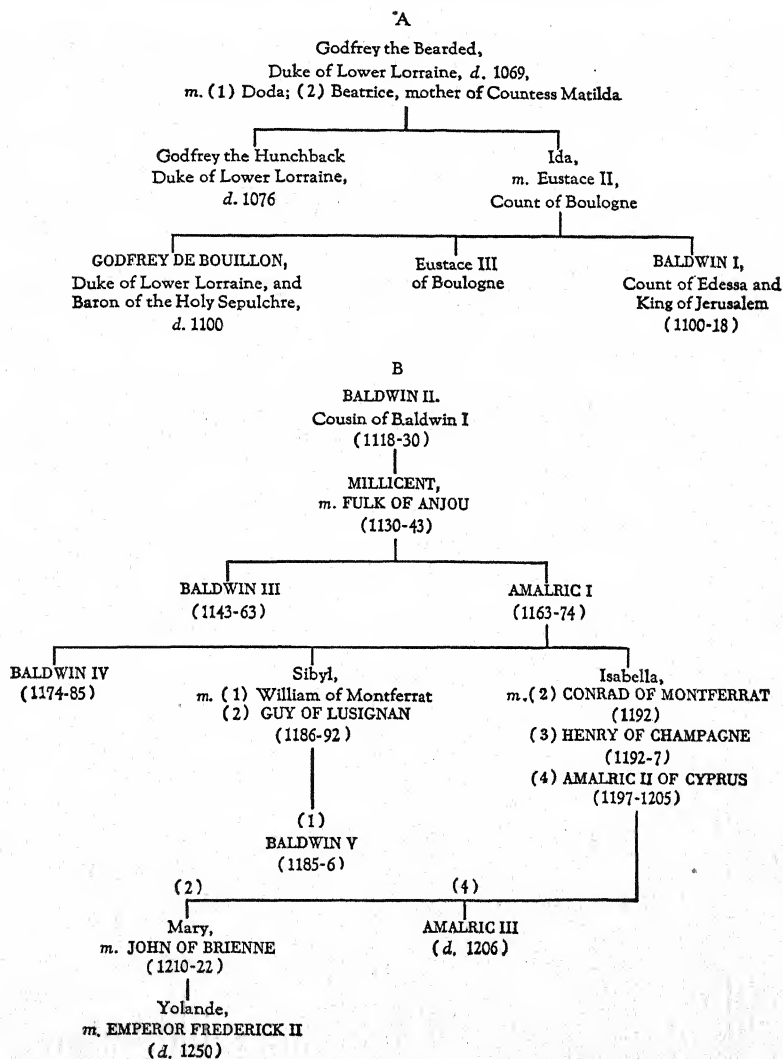 A
Godfrey the Bearded,
Duke of Lower Lorraine, d. 1069,
m. (1) Doda; (2) Beatrice, mother of Countess Matilda
Godfrey the Hunchback
Duke of Lower Lorraine,
d. 1076
Ida,
m. Eustace II,
Count of Boulogne
GODFREY DE BOUILLON,
Duke of Lower Lorraine, and
Baron of the Holy Sepulchre,
d. 1100
Eustace III
of Boulogne
BALDWIN I,
Count of Edessa and
King of Jerusalem
(1100-18)
B
BALDWIN II.
Cousin of Baldwin I
(1118-30)
MILLICENT,
m. FULK OF ANJOU
(1130-43)
BALDWIN III
(1143-63)
AMALRIC I
(1163-74)
BALDWIN IV
(1174-85)
Sibyl,
m. (1) William of Montferrat
(2) GUY OF LUSIGNAN
(1186-92)
(1)
BALDWIN V
(1185-6)
Isabella,
m.(2) CONRAD OF MONTFERRAT
(1192)
(3) HENRY OF CHAMPAGNE
(1192-7)
(4) AMALRIC II OF CYPRUS
(1197-1205)
(2)
Mary,
m. JOHN OF BRIENNE
(1210-22)
(4)
AMALRIC III
(d. 1206)
Yolande,
m. EMPEROR FREDERICK II
(d. 1250)